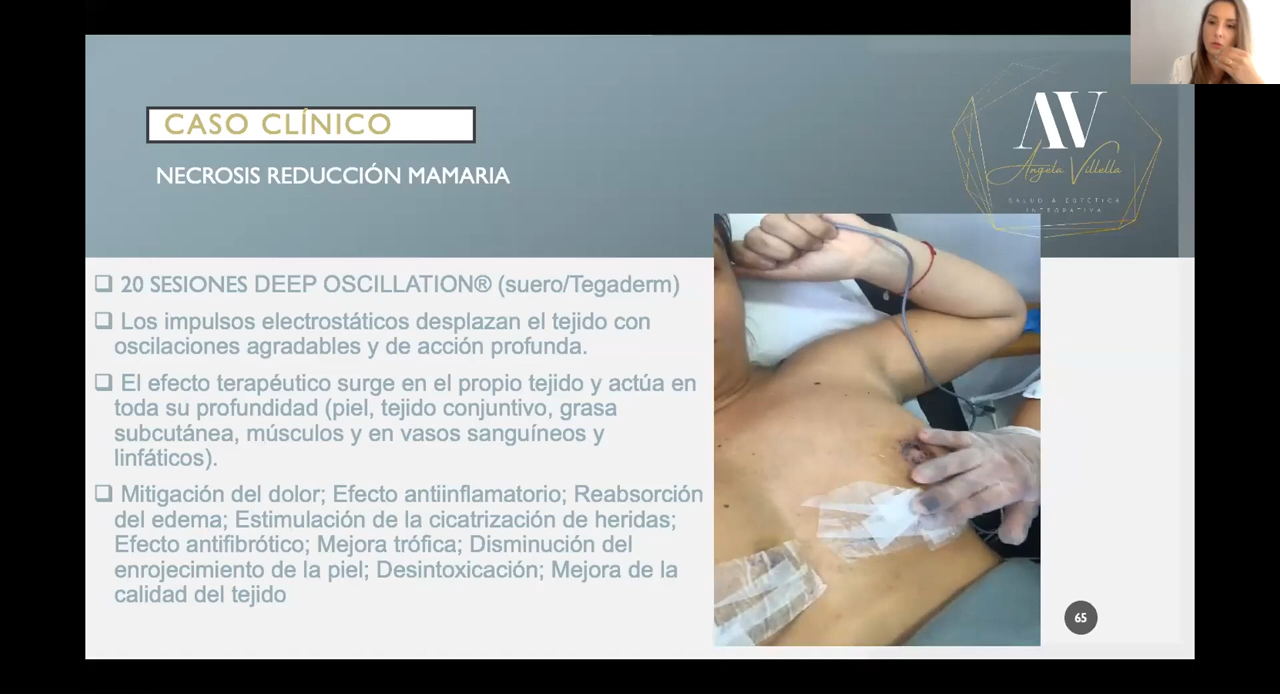 CASO CLÍNICO
NECROSIS REDUCCIÓN MAMARIA
AV
Angela Villella
SALUD & ESTÉTICA
INTEGRATIVA
❑ 20 SESIONES DEEP OSCILLATION® (suero/Tegaderm)
❑ Los impulsos electrostáticos desplazan el tejido con
oscilaciones agradables y de acción profunda.
❑ El efecto terapéutico surge en el propio tejido y actúa en
toda su profundidad (piel, tejido conjuntivo, grasa
subcutánea, músculos y en vasos sanguíneos y
linfáticos).
❑ Mitigación del dolor; Efecto antiinflamatorio; Reabsorción
del edema; Estimulación de la cicatrización de heridas;
Efecto antifibrótico; Mejora trófica; Disminución del
enrojecimiento de la piel; Desintoxicación; Mejora de la
calidad del tejido
65